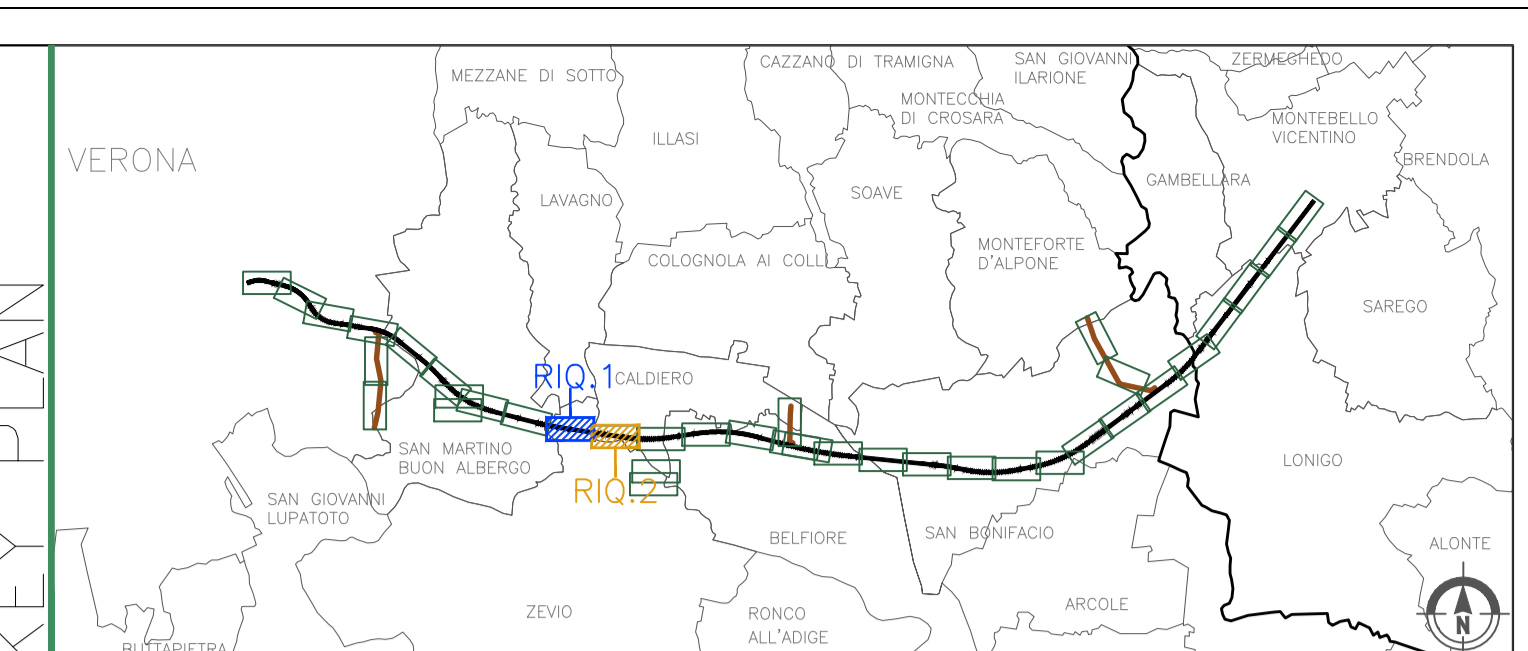 KEY PLAN
VERONA
MEZZANE DI SOTTO
CAZZANO DI TRAMIGNA
SAN GIOVANNI
ILARIONE
ZERMEGHEDO
MONTECCHIA
DI CROSARA
MONTEBELLO
VICENTINO
ILLASI
BRENDOLA
LAVAGNO
SOAVE
GAMBELLARA
MONTEFORTE
D'ALPONE
COLOGNOLA AI COLLI
SAREGO
RIQ.1
CALDIERO
SAN MARTINO
BUON ALBERGO
LONIGO
RIQ.2
SAN GIOVANNI
LUPATOTO
BELFIORE
SAN BONIFACIO
ALONTE
ZEVIO
RONCO
ALL'ADIGE
ARCOLE
N
BUTTAPIETRA